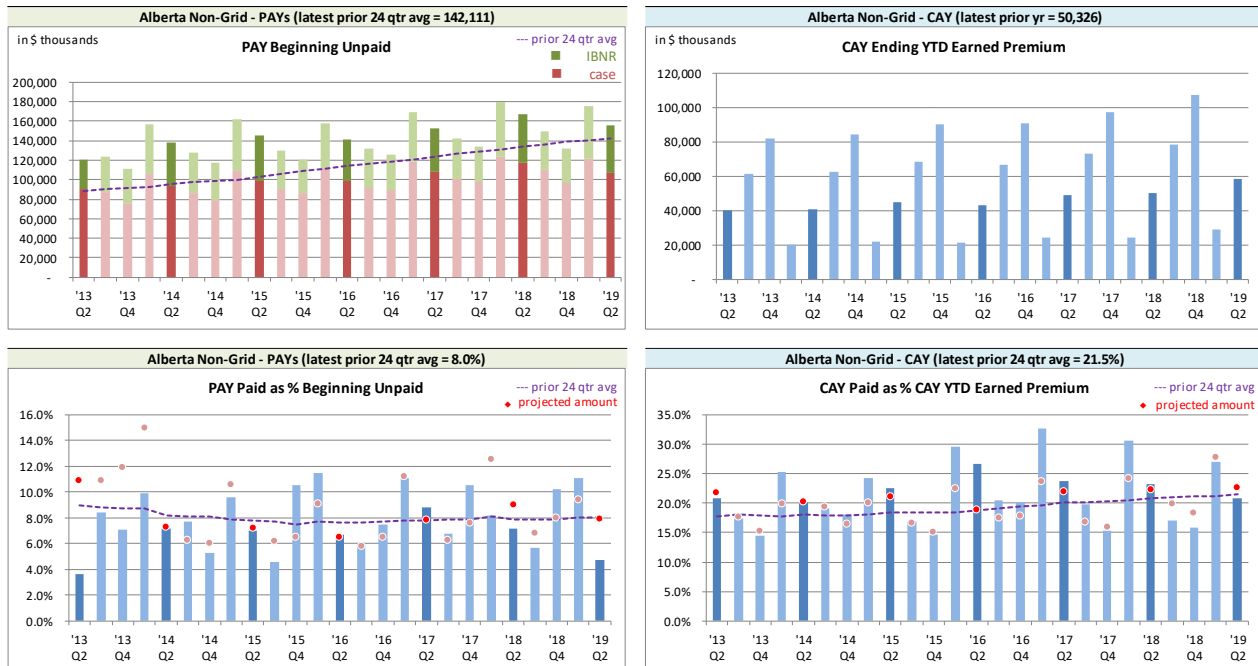 Alberta Non-Grid - PAYs (latest prior 24 qtr avg = 142,111)
in $ thousands
PAY Beginning Unpaid
--- prior 24 qtr avg
IBNR
case
200,000
180,000
160,000
140,000
120,000
100,000
80,000
60,000
40,000
20,000
-
'13 '13 '14 '14 '15 '15 '16 '16 '17 '17 '18 '18 '19
Q2 Q4 Q2 Q4 Q2 Q4 Q2 Q4 Q2 Q4 Q2 Q4 Q2
Alberta Non-Grid - CAY (latest prior yr = 50,326)
in $ thousands
CAY Ending YTD Earned Premium
120,000
100,000
80,000
60,000
40,000
20,000
-
'13 '13 '14 '14 '15 '15 '16 '16 '17 '17 '18 '18 '19
Q2 Q4 Q2 Q4 Q2 Q4 Q2 Q4 Q2 Q4 Q2 Q4 Q2
Alberta Non-Grid - PAYs (latest prior 24 qtr avg = 8.0%)
PAY Paid as % Beginning Unpaid
--- prior 24 qtr avg
projected amount
16.0%
14.0%
12.0%
10.0%
8.0%
6.0%
4.0%
2.0%
0.0%
'13 '13 '14 '14 '15 '15 '16 '16 '17 '17 '18 '18 '19
Q2 Q4 Q2 Q4 Q2 Q4 Q2 Q4 Q2 Q4 Q2 Q4 Q2
Alberta Non-Grid - CAY (latest prior 24 qtr avg = 21.5%)
CAY Paid as % CAY YTD Earned Premium
--- prior 24 qtr avg
projected amount
35.0%
30.0%
25.0%
20.0%
15.0%
10.0%
5.0%
0.0%
'13 '13 '14 '14 '15 '15 '16 '16 '17 '17 '18 '18 '19
Q2 Q4 Q2 Q4 Q2 Q4 Q2 Q4 Q2 Q4 Q2 Q4 Q2